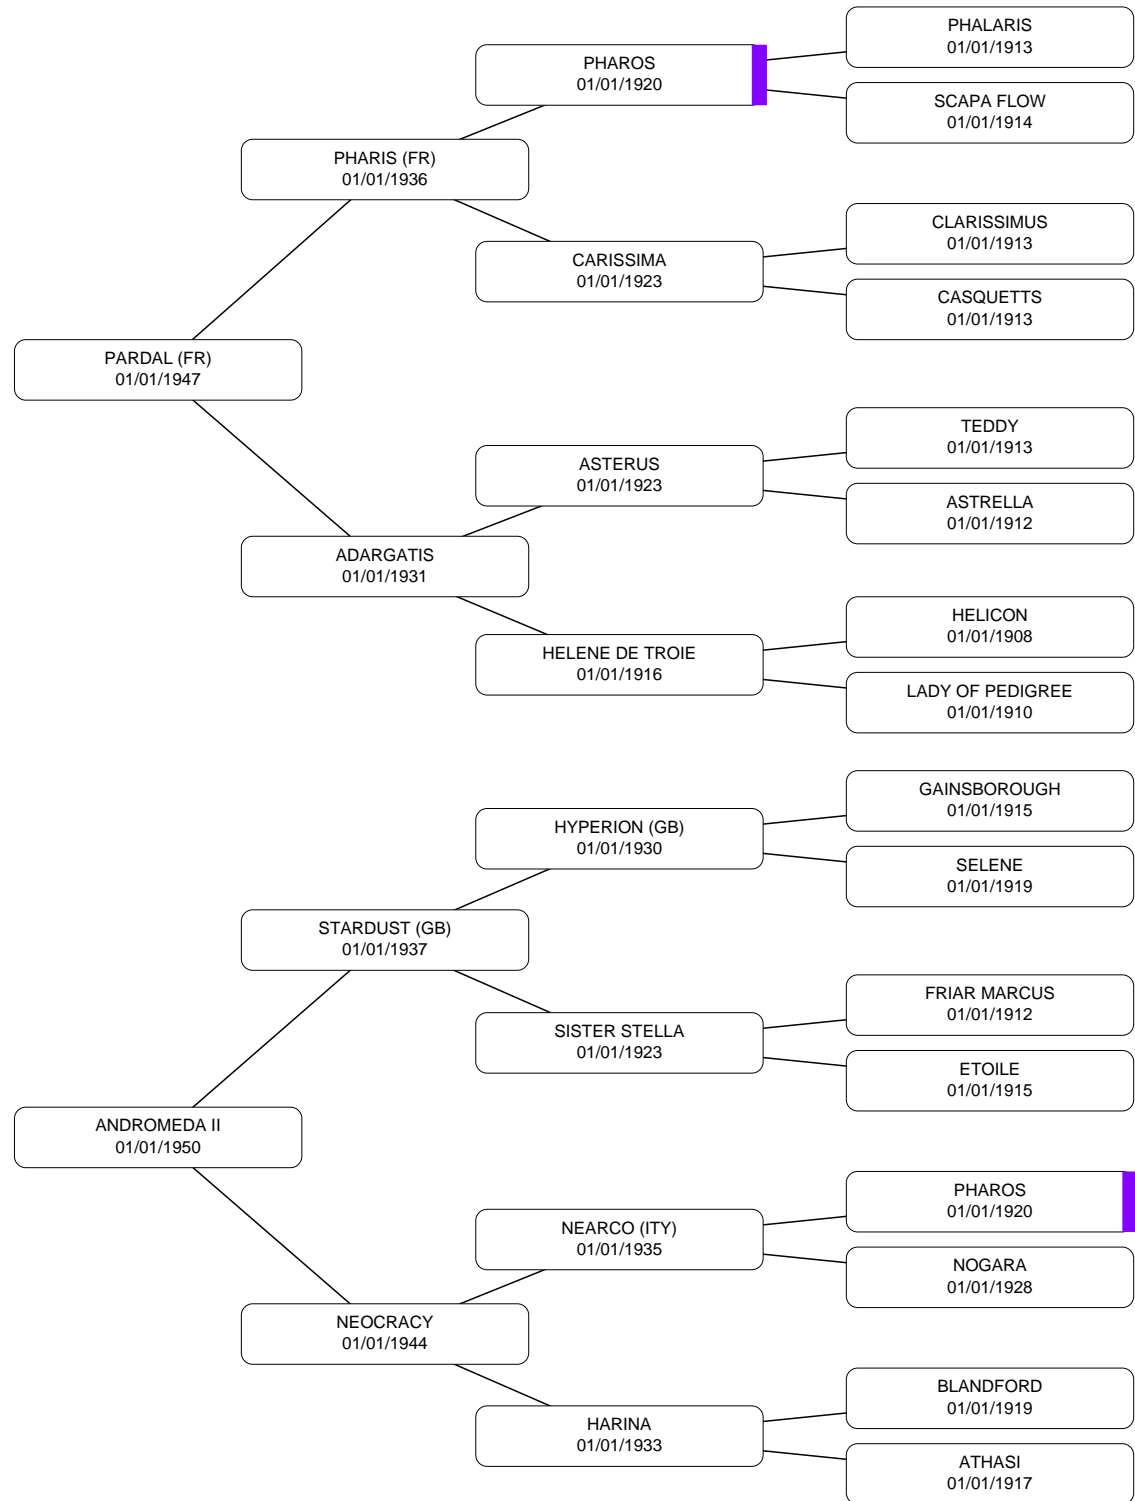 PHALARIS
01/01/1913
PHAROS
01/01/1920
SCAPA FLOW
01/01/1914
PHARIS (FR)
01/01/1936
CLARISSIMUS
01/01/1913
CARISSIMA
01/01/1923
CASQUETTS
01/01/1913
PARDAL (FR)
01/01/1947
TEDDY
01/01/1913
ASTERUS
01/01/1923
ASTRELLA
01/01/1912
ADARGATIS
01/01/1931
HELICON
01/01/1908
HELENE DE TROIE
01/01/1916
LADY OF PEDIGREE
01/01/1910
GAINSBOROUGH
01/01/1915
HYPERION (GB)
01/01/1930
SELENE
01/01/1919
STARDUST (GB)
01/01/1937
FRIAR MARCUS
01/01/1912
SISTER STELLA
01/01/1923
ETOILE
01/01/1915
ANDROMEDA II
01/01/1950
PHAROS
01/01/1920
NEARCO (ITY)
01/01/1935
NOGARA
01/01/1928
NEOCRACY
01/01/1944
BLANDFORD
01/01/1919
HARINA
01/01/1933
ATHASI
01/01/1917